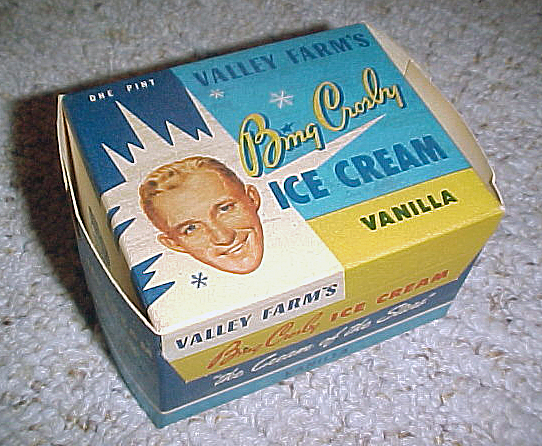 ONE PINT
VALLEY FARM'S
Bing Crosby
ICE CREAM
VANILLA
VALLEY FARM'S
Bing Crosby ICE CREAM
"the Cream of the Stars"